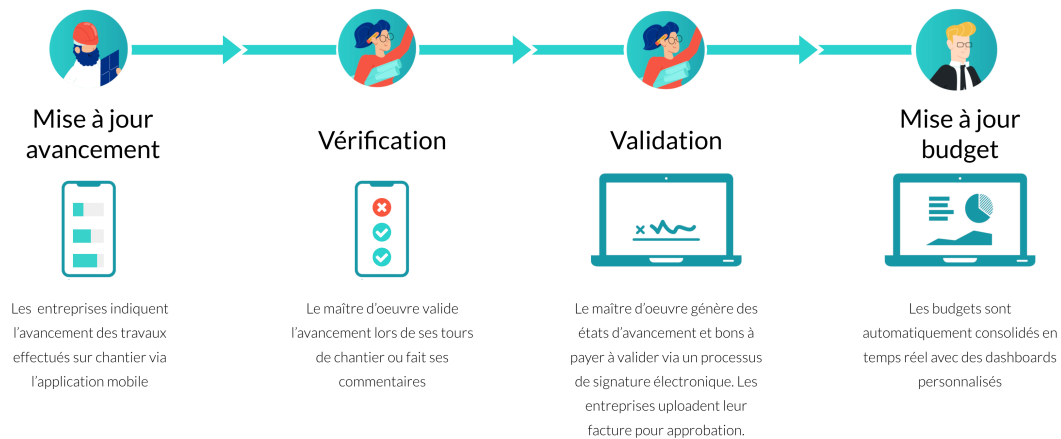 Mise à jour
avancement
Vérification
Validation
Mise à jour
budget
Les entreprises indiquent
l'avancement des travaux
effectués sur chantier via
l'application mobile
Le maître d'oeuvre valide
l'avancement lors de ses tours
de chantier ou fait ses
commentaires
Le maître d'oeuvre génère des
états d'avancement et bons à
payer à valider via un processus
de signature électronique. Les
entreprises uploadent leur
facture pour approbation.
Les budgets sont
automatiquement consolidés en
temps réel avec des dashboards
personnalisés